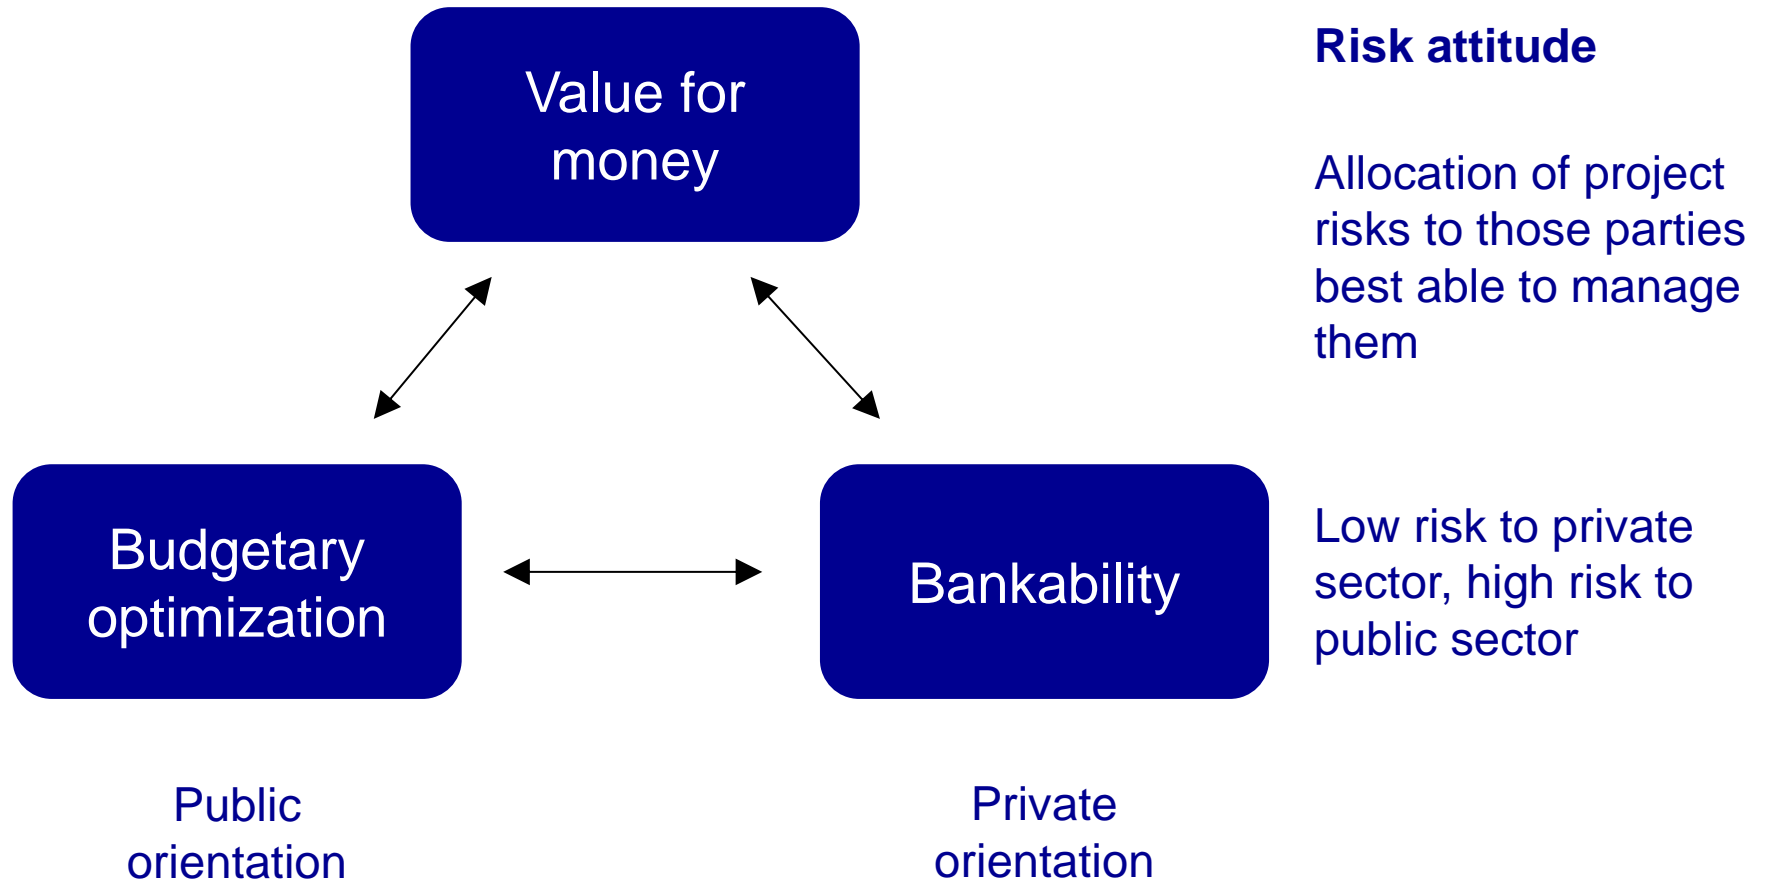 Value for
money
Risk attitude
Allocation of project
risks to those parties
best able to manage
them
Budgetary
optimization
Bankability
Low risk to private
sector, high risk to
public sector
Public
orientation
Private
orientation